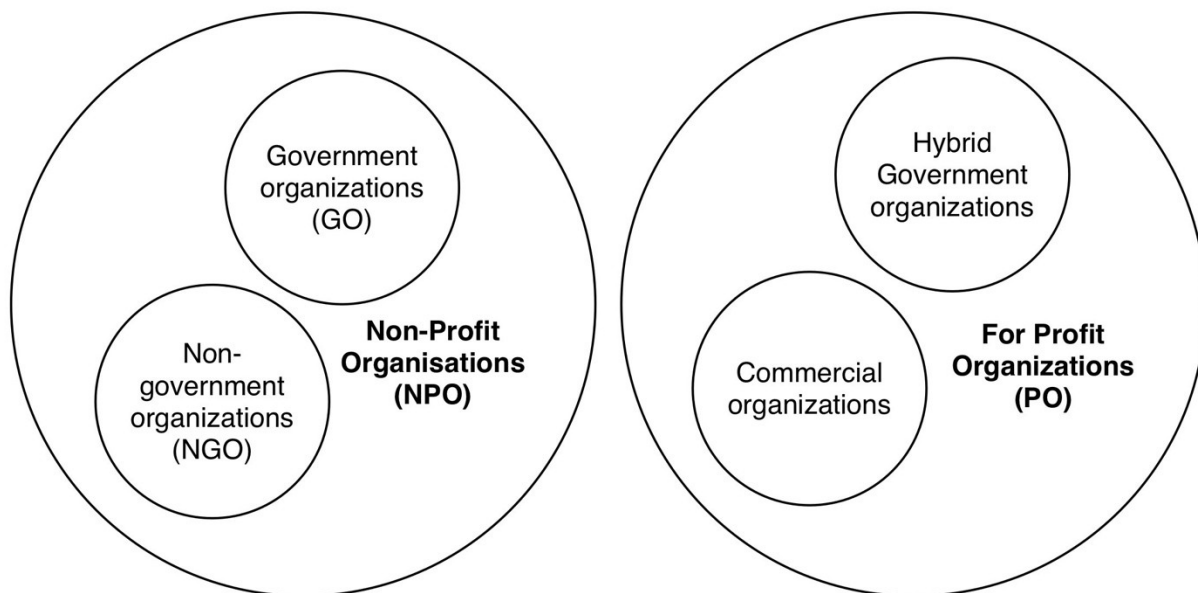 Government
organizations
(GO)
Non-
government
organizations
(NGO)
Non-Profit
Organisations
(NPO)
Hybrid
Government
organizations
Commercial
organizations
For Profit
Organizations
(PO)